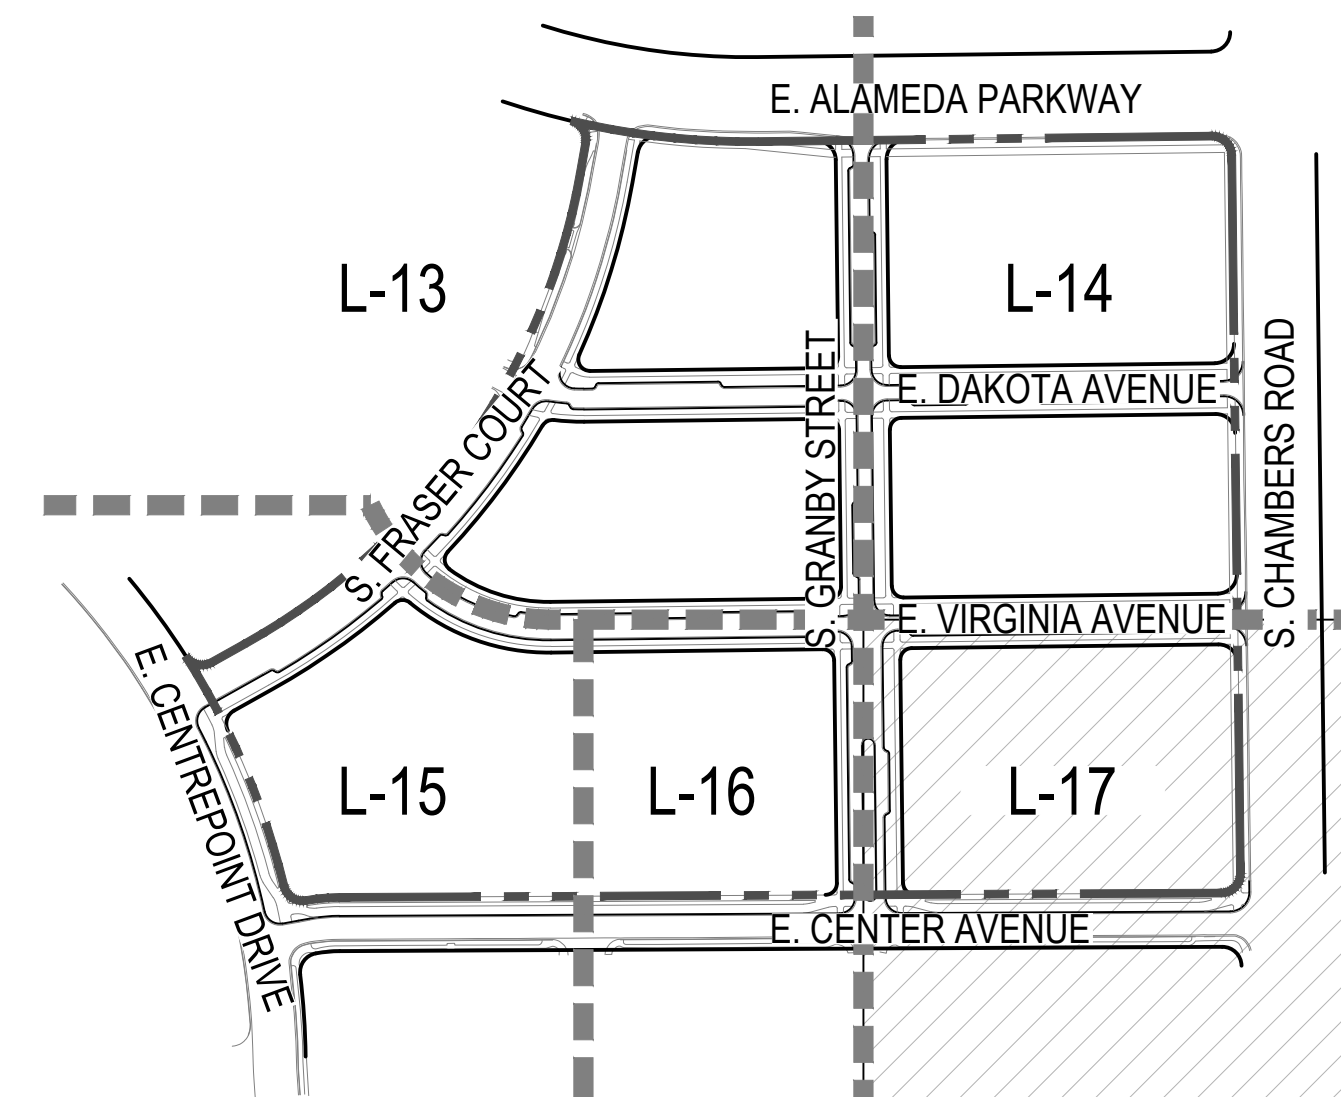 E. ALAMEDA PARKWAY
L-13
L-14
S. FRASER COURT
S. GRANBY STREET
E. DAKOTA AVENUE
S. CHAMBERS ROAD
E. VIRGINIA AVENUE
E. CENTREPOINT DRIVE
L-15
L-16
L-17
E. CENTER AVENUE